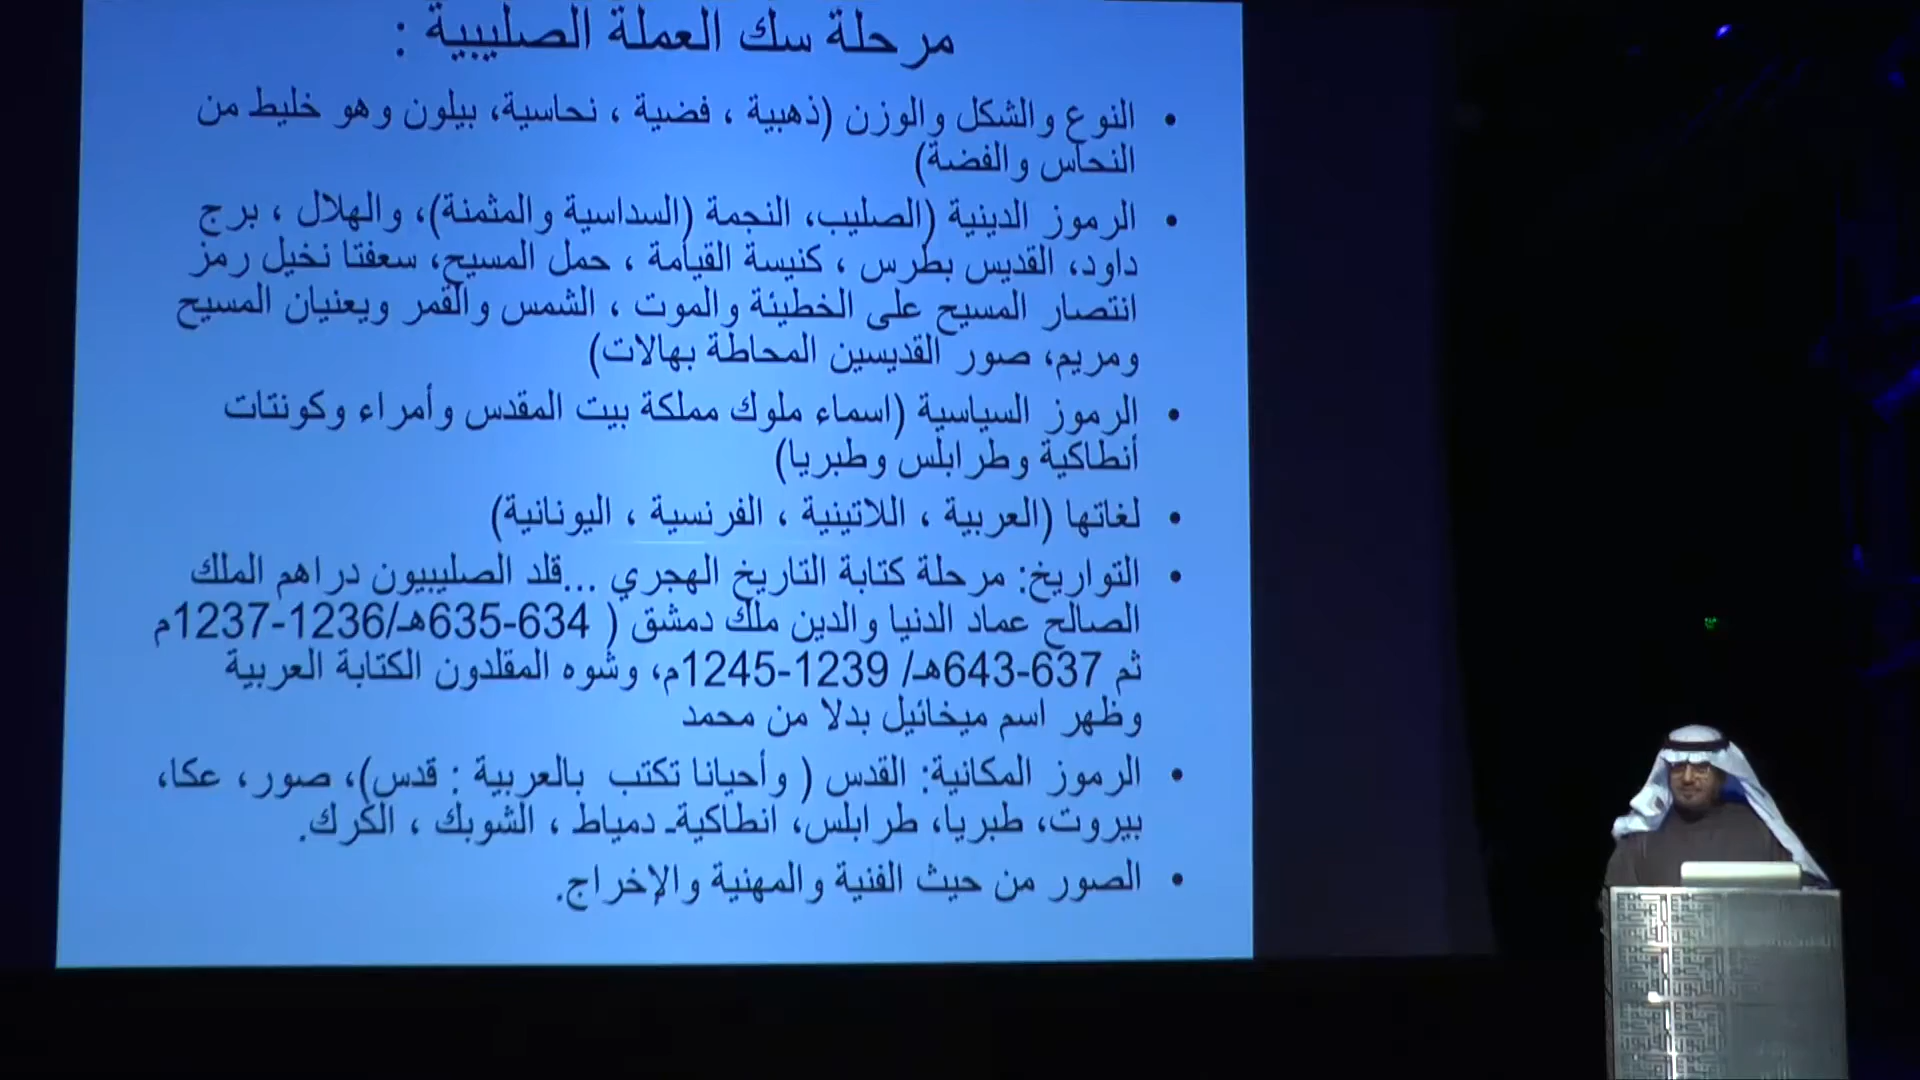 مرحلة سك العملة الصليبية :
• النوع والشكل والوزن (ذهبية ، فضية ، نحاسية، بيلون وهو خليط من
النحاس والفضة)
• الرموز الدينية (الصليب، النجمة (السداسية والمثمنة)، والهلال ، برج
داود، القديس بطرس ، كنيسة القيامة ، حمل المسيح، سعفتا نخيل رمز
انتصار المسيح على الخطيئة والموت ، الشمس والقمر ويعنيان المسيح
ومريم، صور القديسين المحاطة بهالات)
• الرموز السياسية (اسماء ملوك مملكة بيت المقدس وأمراء وكونتات
أنطاكية وطرابلس وطبريا)
• لغاتها (العربية ، اللاتينية ، الفرنسية ، اليونانية)
• التواريخ: مرحلة كتابة التاريخ الهجري ...قلد الصليبيون دراهم الملك
الصالح عماد الدنيا والدين ملك دمشق ( 634-635هـ/1236-1237م
ثم 637-643هـ/ 1239-1245م، وشوه المقلدون الكتابة العربية
وظهر اسم ميخائيل بدلا من محمد
• الرموز المكانية: القدس ( وأحيانا تكتب بالعربية : قدس)، صور، عكا،
بيروت، طبريا، طرابلس، انطاكيةـ دمياط ، الشوبك ، الكرك.
• الصور من حيث الفنية والمهنية والإخراج.